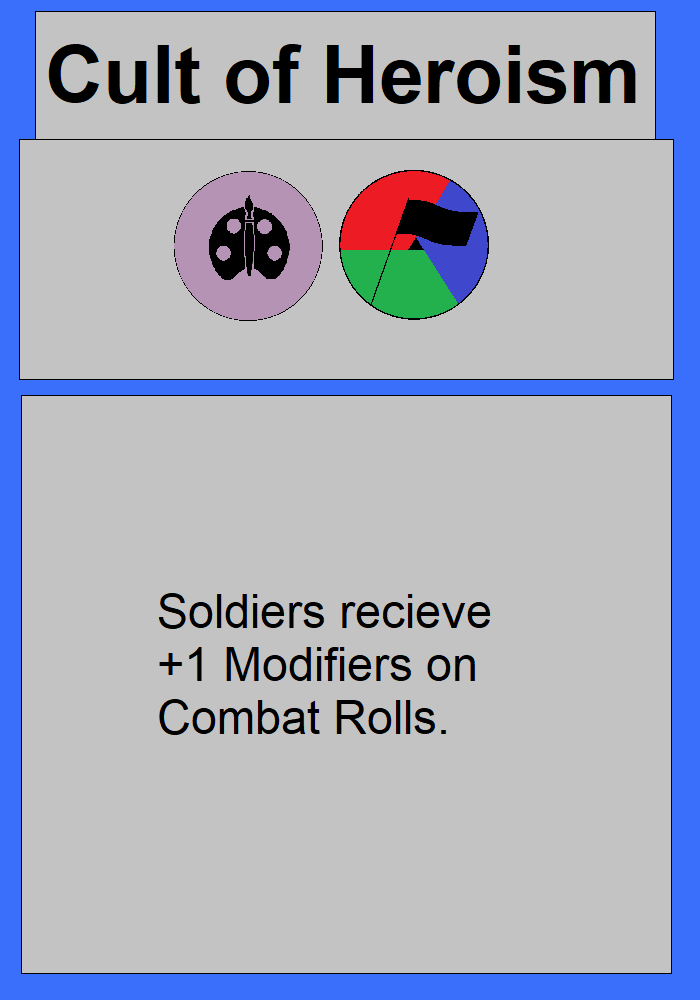 Cult of Heroism
Soldiers recieve
+1 Modifiers on
Combat Rolls.